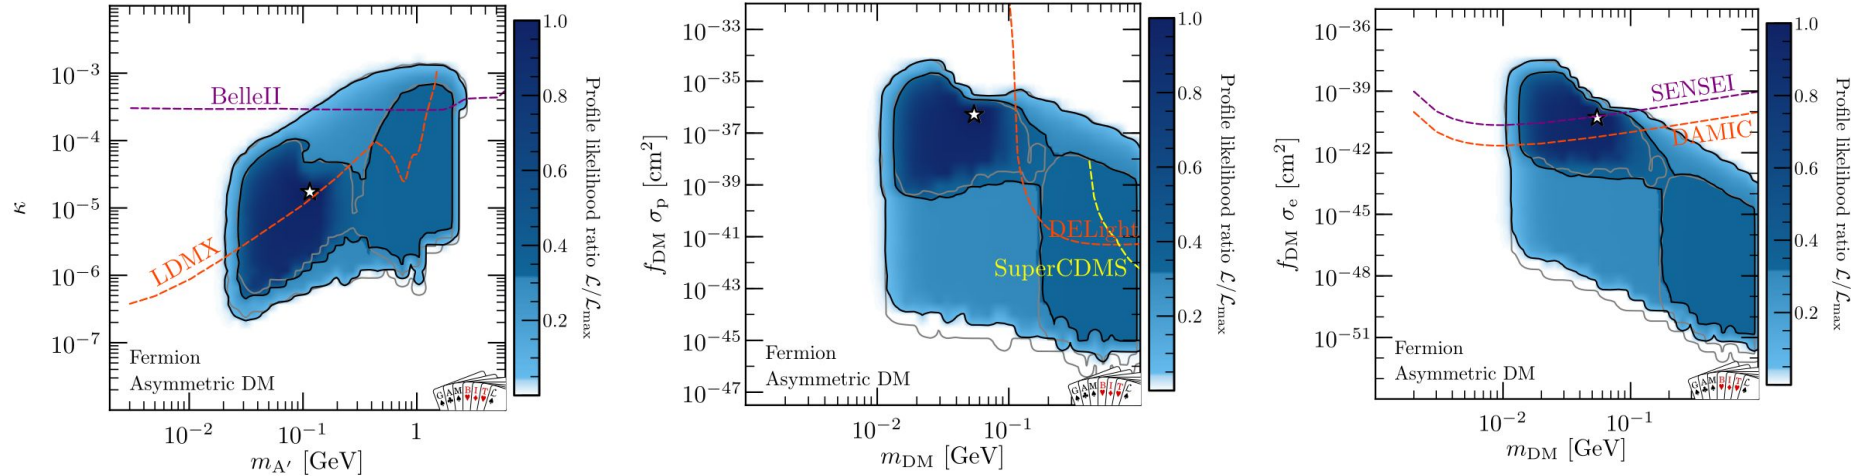 10⁻³
10⁻⁴
10⁻⁵
10⁻⁶
10⁻⁷
κ
BelleII
LDMX
Fermion
Asymmetric DM
GAMBIT
10⁻² 10⁻¹ 1
m_A′ [GeV]
1.0
0.8
0.6
0.4
0.2
Profile likelihood ratio ℒ/ℒ_max
10⁻³³
10⁻³⁵
10⁻³⁷
10⁻³⁹
10⁻⁴¹
10⁻⁴³
10⁻⁴⁵
10⁻⁴⁷
f_DM σ_p [cm²]
DELight
SuperCDMS
Fermion
Asymmetric DM
GAMBIT
10⁻² 10⁻¹
m_DM [GeV]
1.0
0.8
0.6
0.4
0.2
Profile likelihood ratio ℒ/ℒ_max
10⁻³⁶
10⁻³⁹
10⁻⁴²
10⁻⁴⁵
10⁻⁴⁸
10⁻⁵¹
f_DM σ_e [cm²]
SENSEI
DAMIC
Fermion
Asymmetric DM
GAMBIT
10⁻² 10⁻¹
m_DM [GeV]
1.0
0.8
0.6
0.4
0.2
Profile likelihood ratio ℒ/ℒ_max